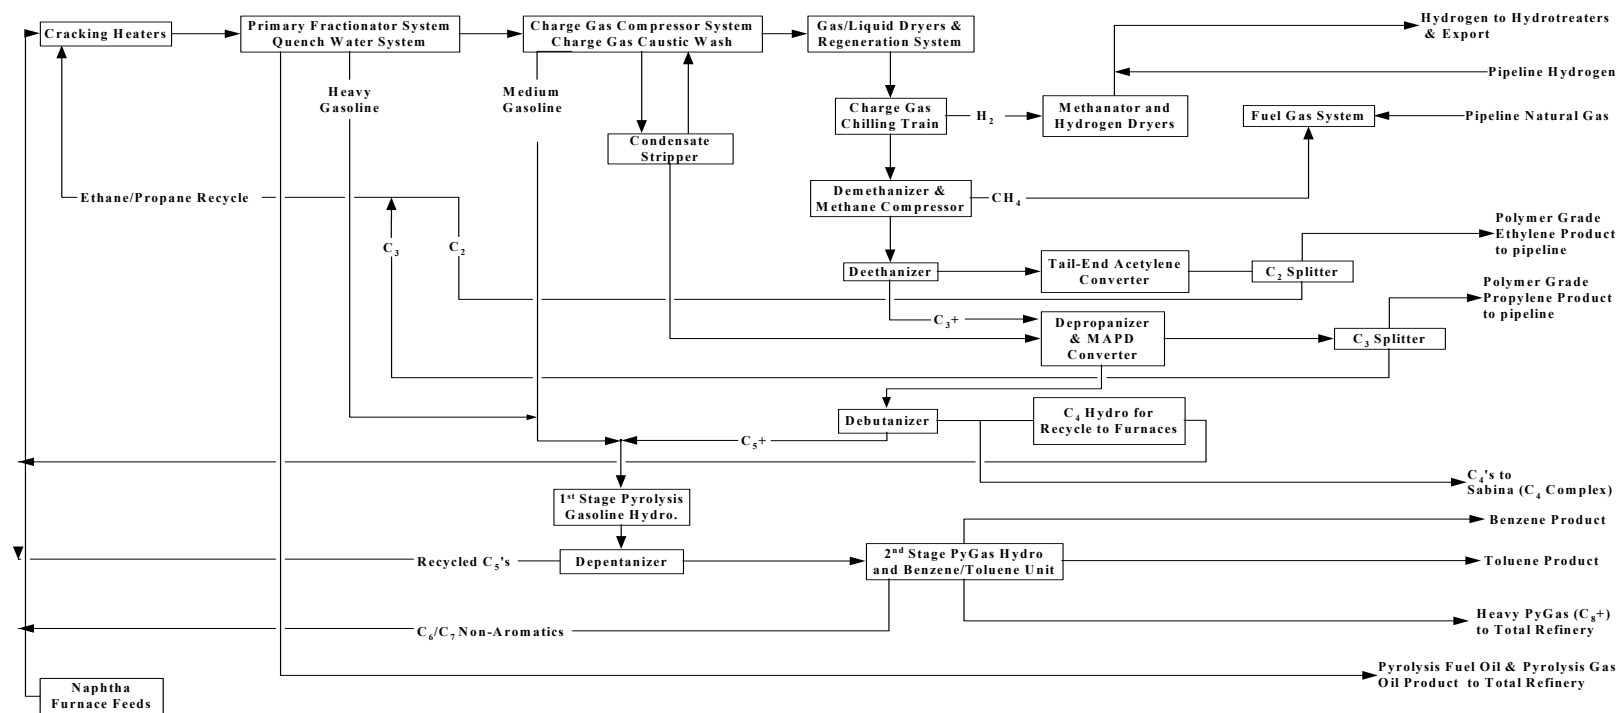 Cracking Heaters
Primary Fractionator System
Quench Water System
Charge Gas Compressor System
Charge Gas Caustic Wash
Gas/Liquid Dryers &
Regeneration System
Hydrogen to Hydrotreaters
& Export
Pipeline Hydrogen
Heavy
Gasoline
Medium
Gasoline
Charge Gas
Chilling Train
H2
Methanator and
Hydrogen Dryers
Fuel Gas System
Pipeline Natural Gas
Condensate
Stripper
Ethane/Propane Recycle
Demethanizer &
Methane Compressor
CH4
C3
C2
Polymer Grade
Ethylene Product
to pipeline
Deethanizer
Tail-End Acetylene
Converter
C2 Splitter
Polymer Grade
Propylene Product
to pipeline
C3+
Depropanizer
& MAPD
Converter
C3 Splitter
Debutanizer
C4 Hydro for
Recycle to Furnaces
C5+
C4's to
Sabina (C4 Complex)
1st Stage Pyrolysis
Gasoline Hydro.
Benzene Product
Recycled C5's
Depentanizer
2nd Stage PyGas Hydro
and Benzene/Toluene Unit
Toluene Product
C6/C7 Non-Aromatics
Heavy PyGas (C8+)
to Total Refinery
Pyrolysis Fuel Oil & Pyrolysis Gas
Oil Product to Total Refinery
Naphtha
Furnace Feeds